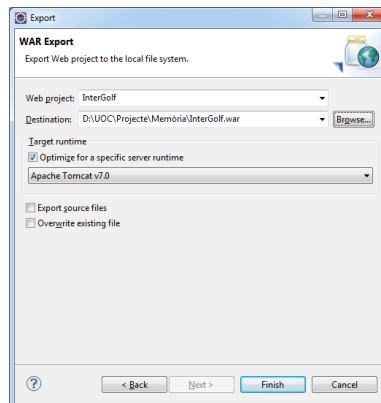 Export
WAR Export
Export Web project to the local file system.
Web project: InterGolf
Destination: D:\UOC\Projecte\Memòria\InterGolf.war Browse...
Target runtime
Optimize for a specific server runtime
Apache Tomcat v7.0
Export source files
Overwrite existing file
? < Back Next > Finish Cancel